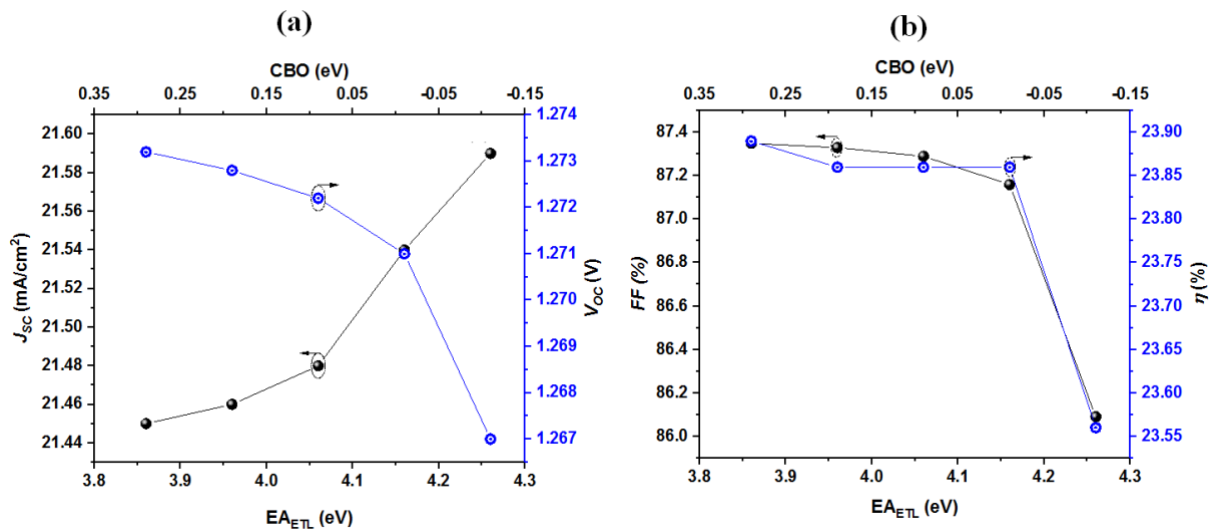 (a)
CBO (eV)
0.35 0.25 0.15 0.05 -0.05 -0.15
21.60
21.58
21.56
21.54
21.52
21.50
21.48
21.46
21.44
J_SC (mA/cm²)
1.274
1.273
1.272
1.271
1.270
1.269
1.268
1.267
V_OC (V)
3.8 3.9 4.0 4.1 4.2 4.3
EA_ETL (eV)
(b)
CBO (eV)
0.35 0.25 0.15 0.05 -0.05 -0.15
87.4
87.2
87.0
86.8
86.6
86.4
86.2
86.0
FF (%)
23.90
23.85
23.80
23.75
23.70
23.65
23.60
23.55
η (%)
3.8 3.9 4.0 4.1 4.2 4.3
EA_ETL (eV)